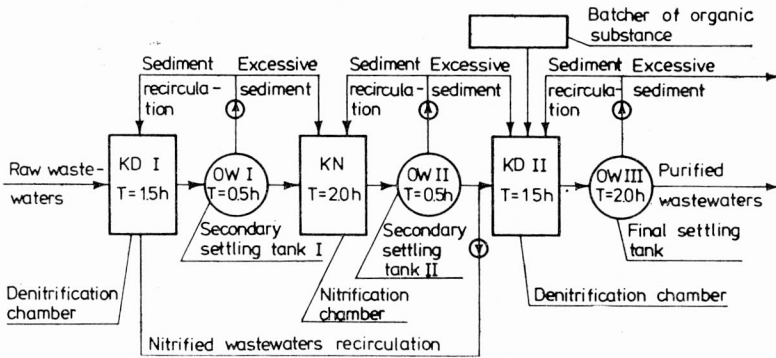 Batcher of organic
substance
Sediment
recircula-
tion
Excessive
sediment
Sediment
recircula-
tion
Excessive
sediment
Sediment
recircula-
tion
Excessive
sediment
Raw waste-
waters
KD I
T=1.5h
OW I
T=0.5h
KN
T=2.0h
OW II
T=0.5h
KD II
T=15h
OW III
T=2.0h
Purified
wastewaters
Secondary
settling tank I
Secondary
settling
tank II
Final settling
tank
Denitrification
chamber
Nitrification
chamber
Denitrification chamber
Nitrified wastewaters recirculation